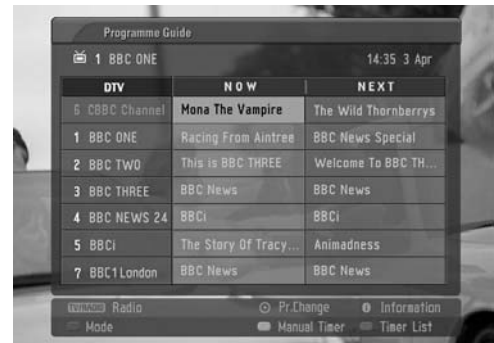 Programme Guide
1 BBC ONE 14:35 3 Apr
DTV NOW NEXT
6 CBBC Channel Mona The Vampire The Wild Thornberrys
1 BBC ONE Racing From Aintree BBC News Special
2 BBC TWO This is BBC THREE Welcome To BBC TH...
3 BBC THREE BBC News BBC News
4 BBC NEWS 24 BBCi BBCi
5 BBCi The Story Of Tracy... Animadness
7 BBC1 London BBC News BBC News
TV/RADIO Radio Pr.Change Information
Mode Manual Timer Timer List